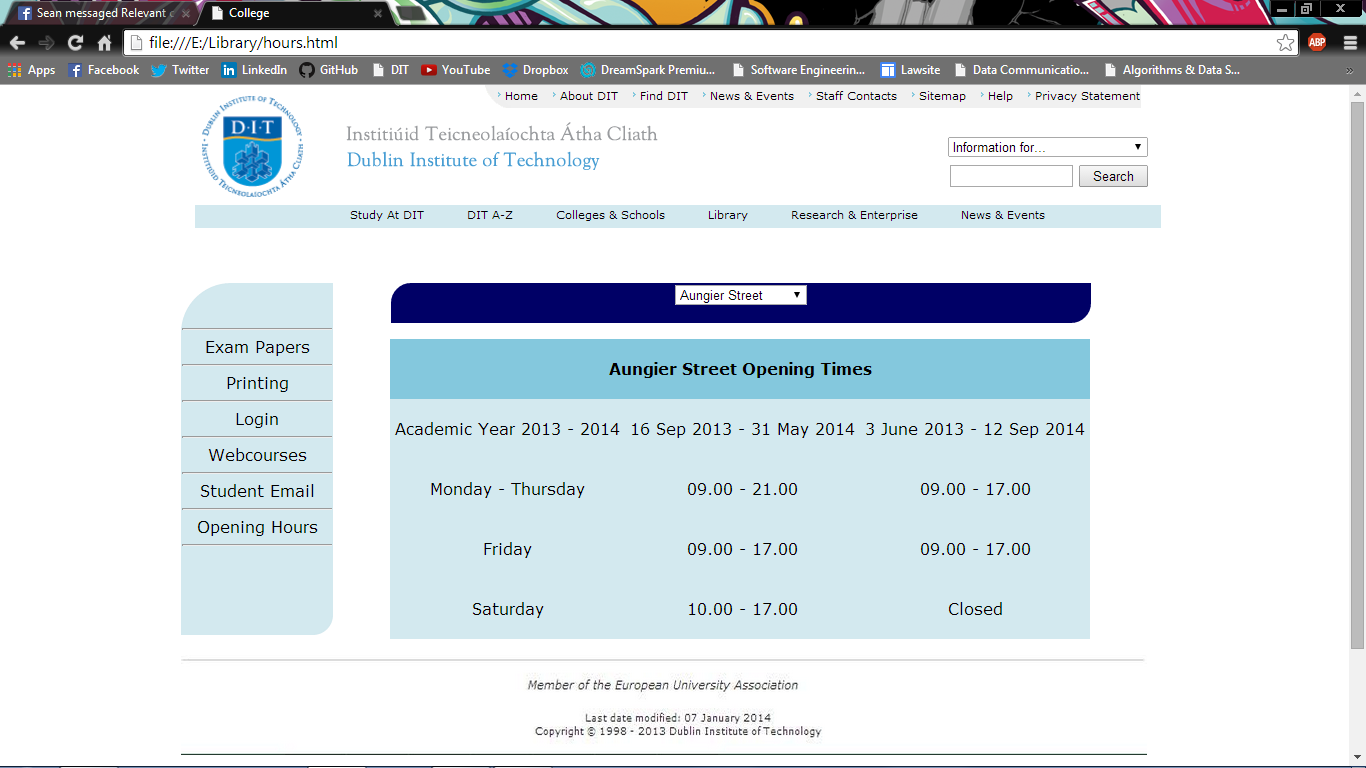 Sean messaged Relevant
College
file:///E:/Library/hours.html
ABP
Apps Facebook Twitter LinkedIn GitHub DIT YouTube Dropbox DreamSpark Premiu... Software Engineerin... Lawsite Data Communicatio... Algorithms & Data S... »
Home About DIT Find DIT News & Events Staff Contacts Sitemap Help Privacy Statement
DUBLIN INSTITUTE OF TECHNOLOGY
D·I·T
INSTITIÚID TEICNEOLAÍOCHTA ÁTHA CLIATH
Institiúid Teicneolaíochta Átha Cliath
Dublin Institute of Technology
Information for...
Search
Study At DIT DIT A-Z Colleges & Schools Library Research & Enterprise News & Events
Aungier Street
Exam Papers
Printing
Login
Webcourses
Student Email
Opening Hours
Aungier Street Opening Times
Academic Year 2013 - 2014 16 Sep 2013 - 31 May 2014 3 June 2013 - 12 Sep 2014
Monday - Thursday 09.00 - 21.00 09.00 - 17.00
Friday 09.00 - 17.00 09.00 - 17.00
Saturday 10.00 - 17.00 Closed
Member of the European University Association
Last date modified: 07 January 2014
Copyright © 1998 - 2013 Dublin Institute of Technology